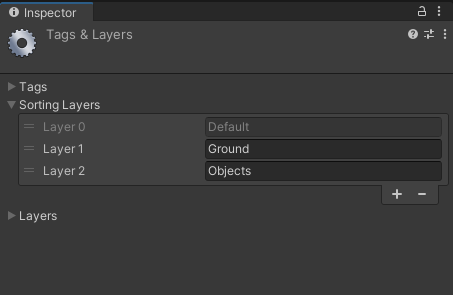 Inspector
Tags & Layers
Tags
Sorting Layers
Layer 0 Default
Layer 1 Ground
Layer 2 Objects
Layers